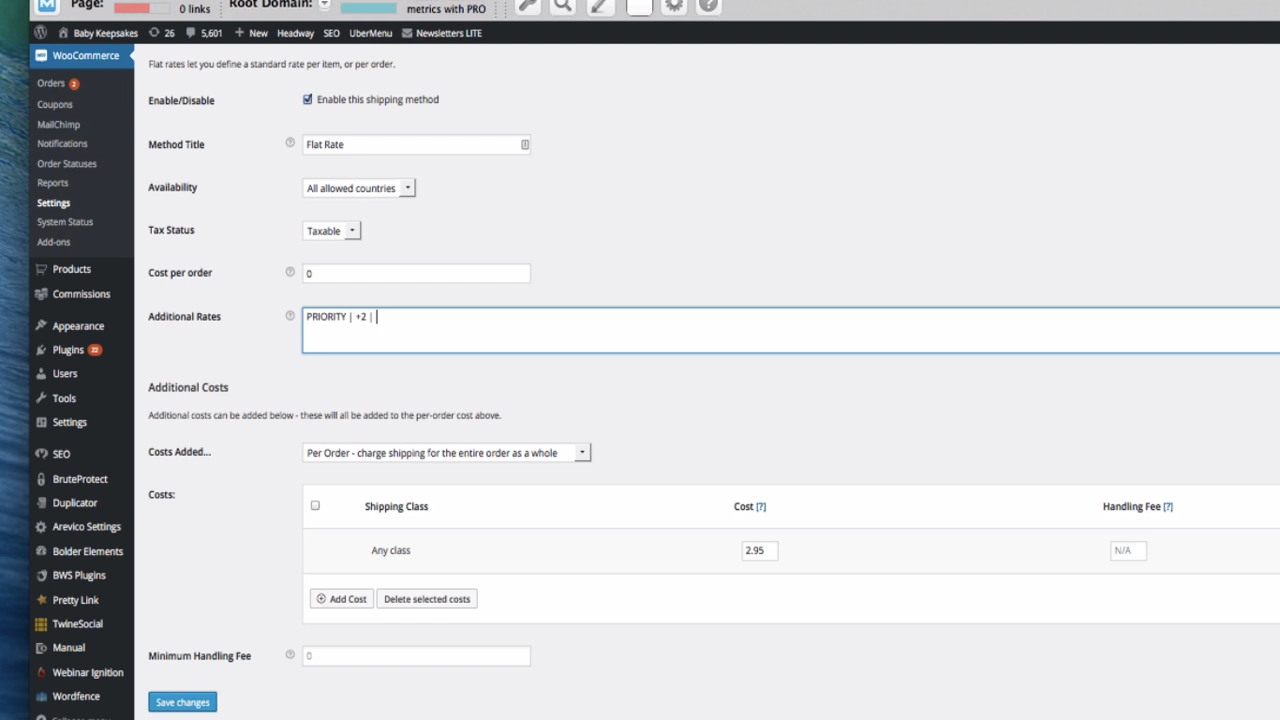 Page:
0 links
Root Domain:
metrics with PRO
Baby Keepsakes
26
5,601
New
Headway
SEO
UberMenu
Newsletters LITE
WooCommerce
Orders 2
Coupons
MailChimp
Notifications
Order Statuses
Reports
Settings
System Status
Add-ons
Products
Commissions
Appearance
Plugins 22
Users
Tools
Settings
SEO
BruteProtect
Duplicator
Arevico Settings
Bolder Elements
BWS Plugins
Pretty Link
TwineSocial
Manual
Webinar Ignition
Wordfence
Collapse menu
Flat rates let you define a standard rate per item, or per order.
Enable/Disable
Enable this shipping method
Method Title
Flat Rate
Availability
All allowed countries
Tax Status
Taxable
Cost per order
0
Additional Rates
PRIORITY | +2 |
Additional Costs
Additional costs can be added below - these will all be added to the per-order cost above.
Costs Added...
Per Order - charge shipping for the entire order as a whole
Costs:
Shipping Class
Cost [?]
Handling Fee [?]
Any class
2.95
N/A
Add Cost
Delete selected costs
Minimum Handling Fee
0
Save changes